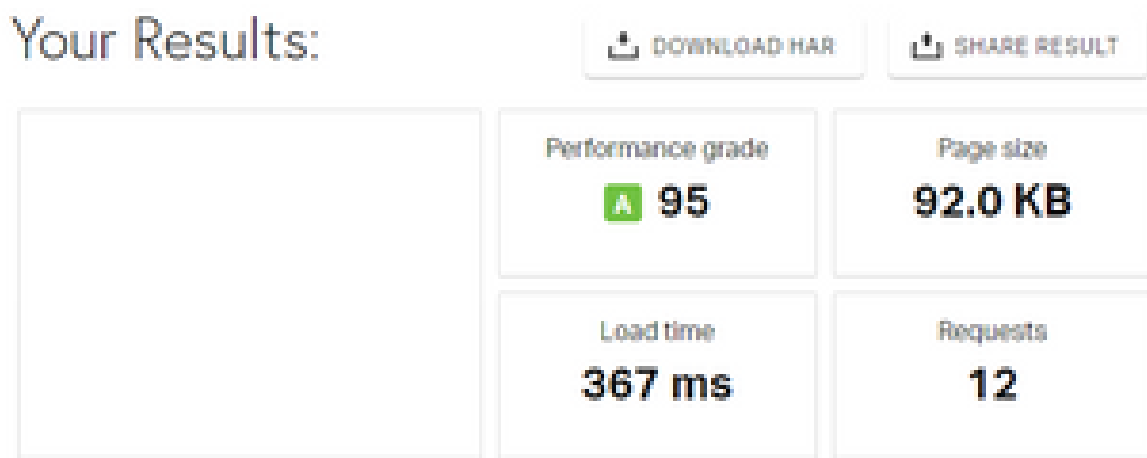 Your Results:
DOWNLOAD HAR
SHARE RESULT
Performance grade
A 95
Page size
92.0 KB
Load time
367 ms
Requests
12